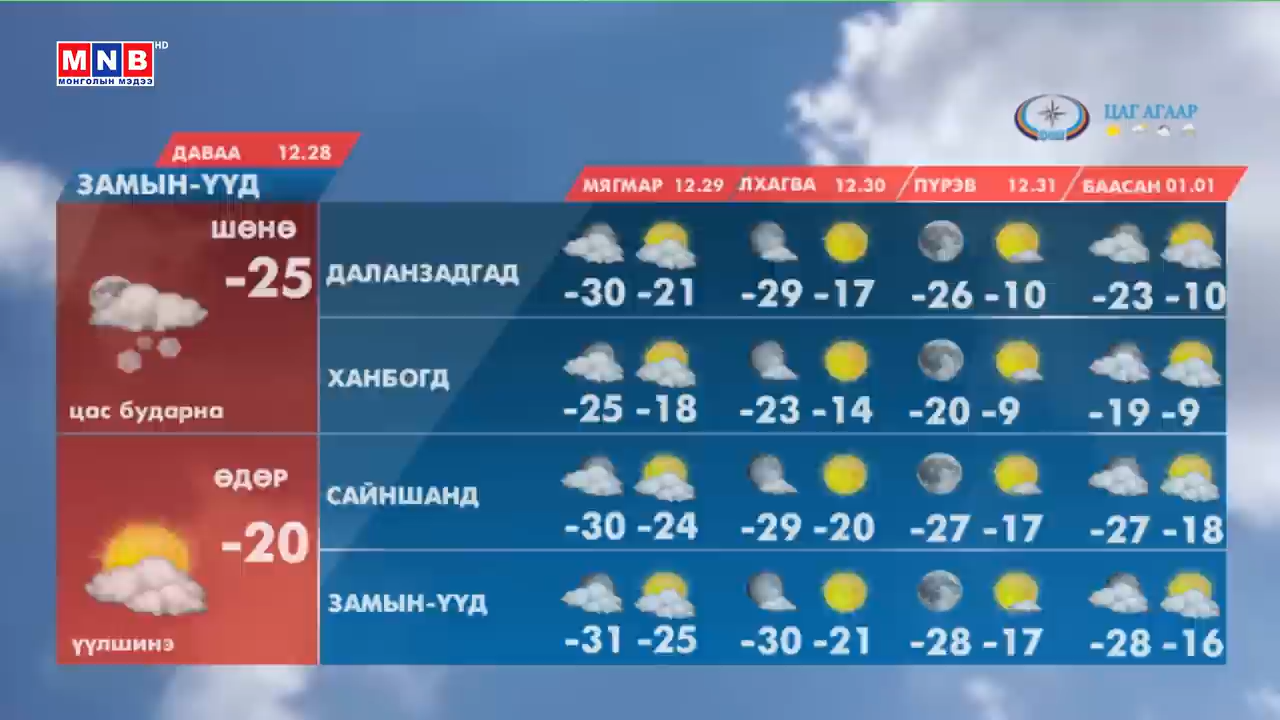 MNB HD
МОНГОЛЫН МЭДЭЭ
ЦАГ АГААР
ДАВАА 12.28
ЗАМЫН-ҮҮД
МЯГМАР 12.29 ЛХАГВА 12.30 ПҮРЭВ 12.31 БААСАН 01.01
ШӨНӨ
-25
цас бударна
ӨДӨР
-20
үүлшинэ
ДАЛАНЗАДГАД
-30 -21 -29 -17 -26 -10 -23 -10
ХАНБОГД
-25 -18 -23 -14 -20 -9 -19 -9
САЙНШАНД
-30 -24 -29 -20 -27 -17 -27 -18
ЗАМЫН-ҮҮД
-31 -25 -30 -21 -28 -17 -28 -16